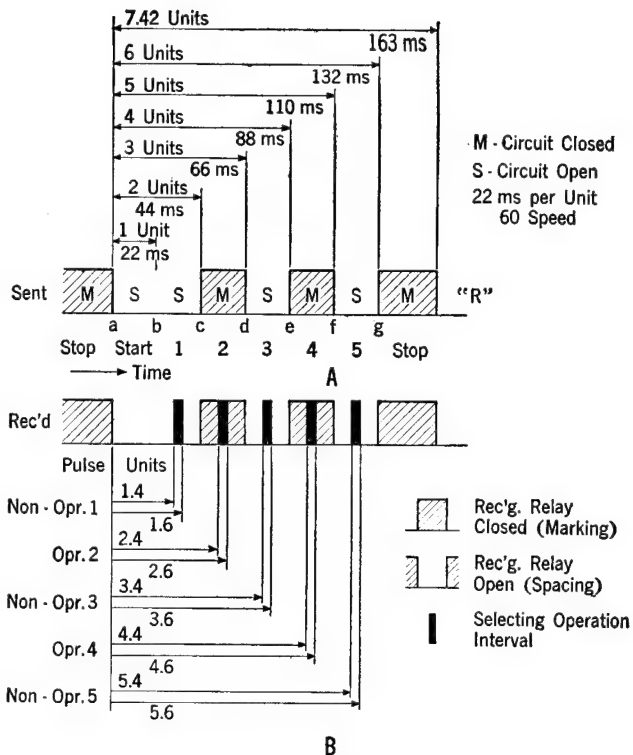 7.42 Units
163 ms
6 Units
132 ms
5 Units
110 ms
4 Units
88 ms
3 Units
66 ms
2 Units
44 ms
1 Unit
22 ms
M - Circuit Closed
S - Circuit Open
22 ms per Unit
60 Speed
Sent M S S M S M S M "R"
a b c d e f g
Stop Start 1 2 3 4 5 Stop
Time
A
Rec'd
Pulse Units
Non - Opr. 1 1.4
1.6
Opr. 2 2.4
2.6
Non - Opr. 3 3.4
3.6
Opr. 4 4.4
4.6
Non - Opr. 5 5.4
5.6
Rec'g. Relay
Closed (Marking)
Rec'g. Relay
Open (Spacing)
Selecting Operation
Interval
B